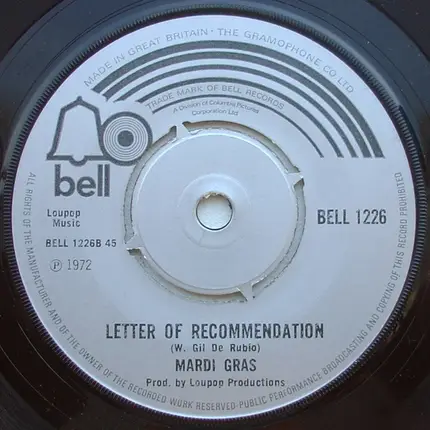 MADE IN GREAT BRITAIN • THE GRAMOPHONE CO LTD
TRADE MARK OF BELL RECORDS
A Division of Columbia Pictures
Corporation Ltd
bell
Loupop
Music
BELL 1226
BELL 1226B 45
℗ 1972
LETTER OF RECOMMENDATION
(W. Gil De Rubio)
MARDI GRAS
Prod. by Loupop Productions
ALL RIGHTS OF THE MANUFACTURER AND OF THE OWNER OF THE RECORDED WORK RESERVED·PUBLIC PERFORMANCE BROADCASTING AND COPYING OF THIS RECORD PROHIBITED